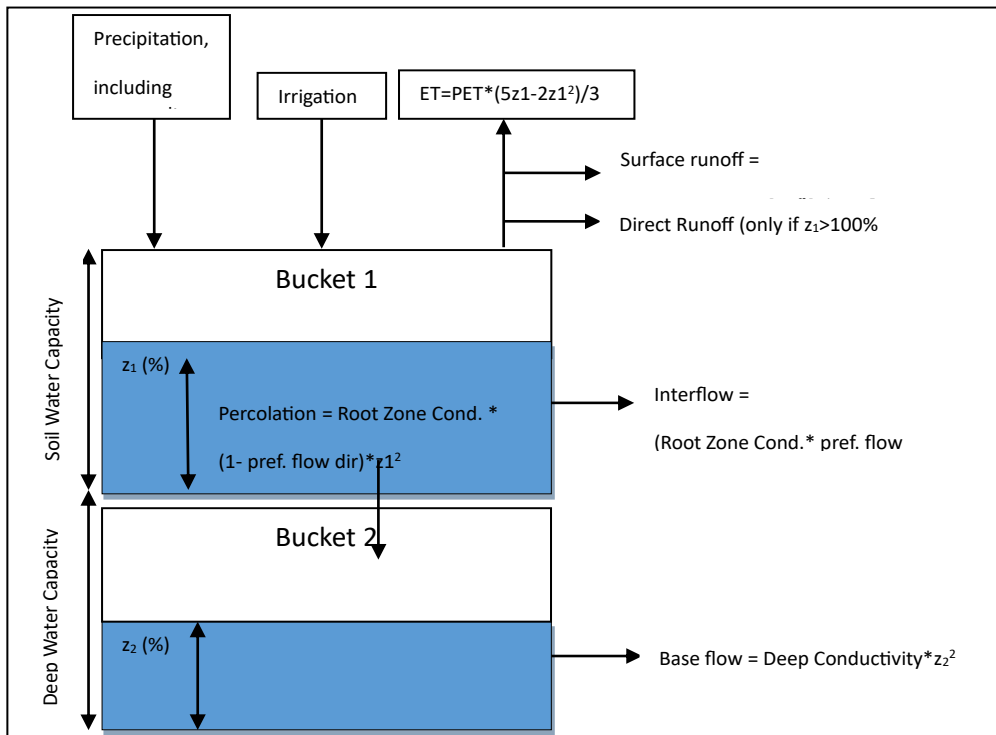 Precipitation,
including
Irrigation
ET=PET*(5z1-2z1²)/3
Surface runoff =
Direct Runoff (only if z₁>100%
Bucket 1
Soil Water Capacity
z₁ (%)
Percolation = Root Zone Cond. *
(1- pref. flow dir)*z1²
Interflow =
(Root Zone Cond.* pref. flow
Bucket 2
Deep Water Capacity
z₂ (%)
Base flow = Deep Conductivity*z₂²